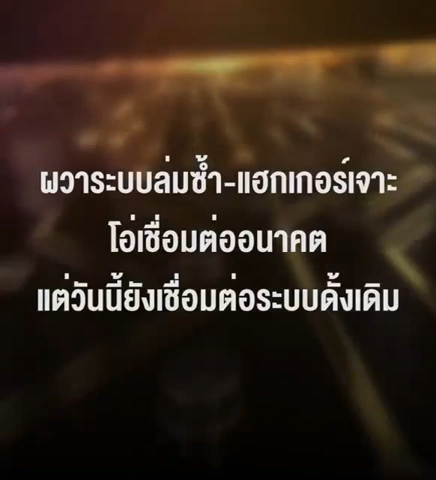 ผวาระบบล่มซ้ำ-แฮกเกอร์เจาะ
โอ่เชื่อมต่ออนาคต
แต่วันนี้ยังเชื่อมต่อระบบดั้งเดิม